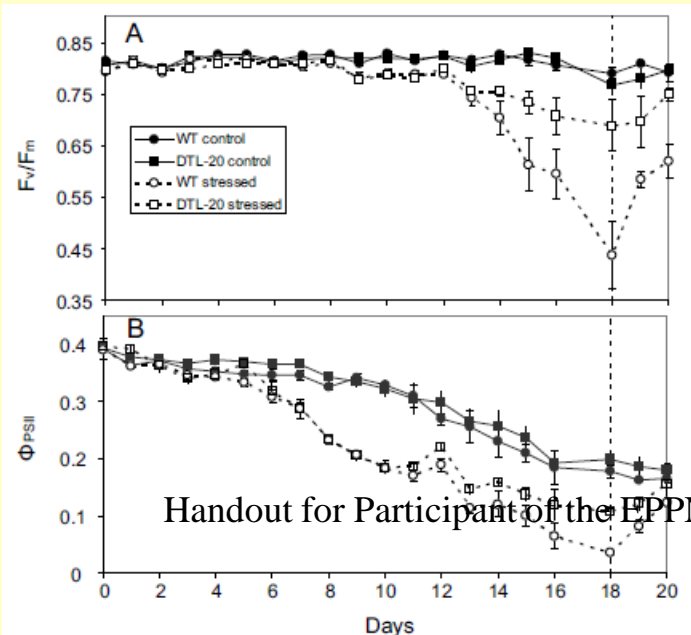 A
0.85
0.75
0.65
0.55
0.45
0.35
Fv/Fm
WT control
DTL-20 control
WT stressed
DTL-20 stressed
B
0.4
0.3
0.2
0.1
0
ΦPSII
Handout for Participant of the EPPN
0 2 4 6 8 10 12 14 16 18 20
Days